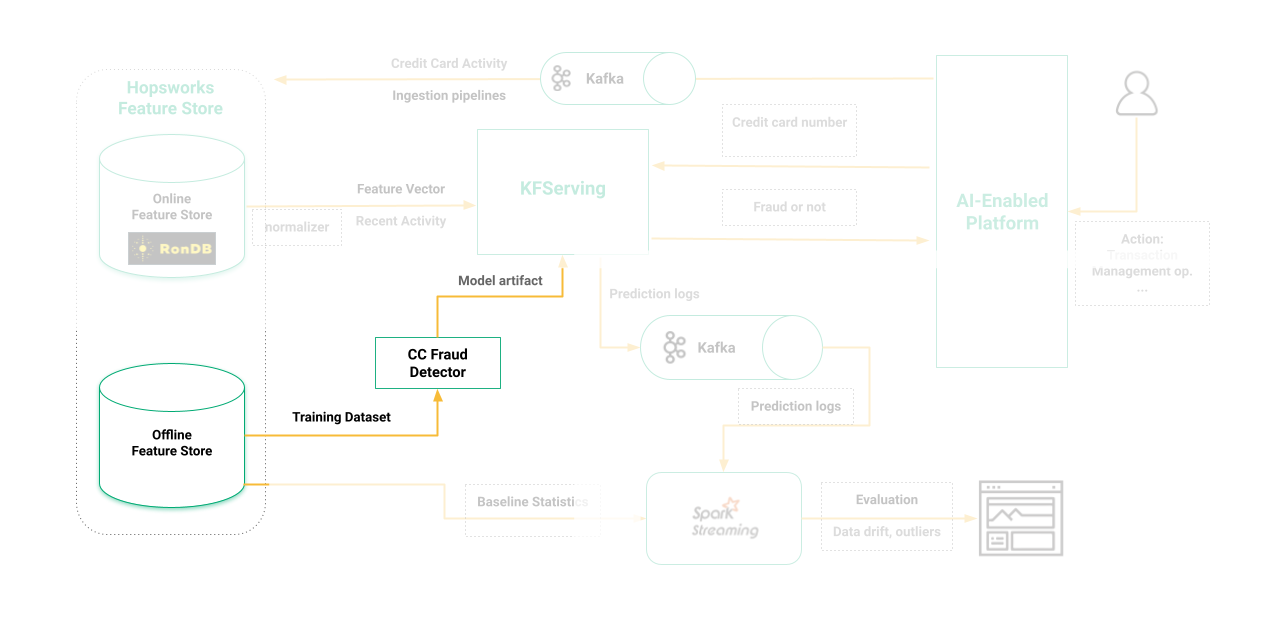 Credit Card Activity
Ingestion pipelines
Kafka
Hopsworks
Feature Store
Credit card number
KFServing
Fraud or not
AI-Enabled
Platform
Online
Feature Store
RonDB
Feature Vector
Recent Activity
normalizer
Action:
Transaction
Management op.
...
Model artifact
Prediction logs
Kafka
CC Fraud
Detector
Training Dataset
Prediction logs
Offline
Feature Store
Baseline Statistics
Spark
Streaming
Evaluation
Data drift, outliers